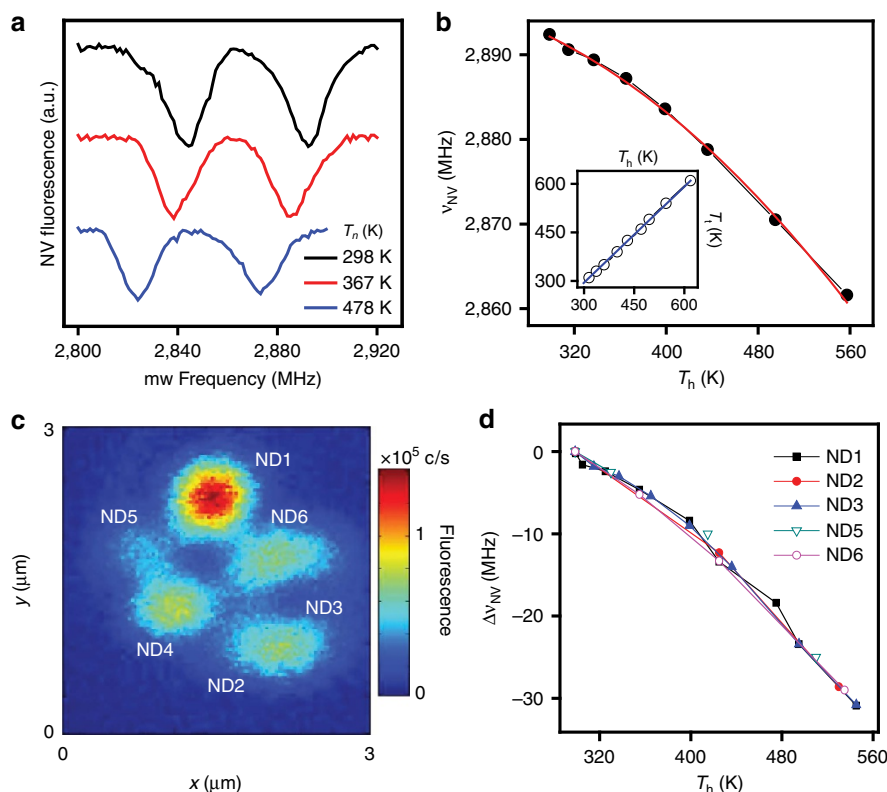 a
NV fluorescence (a.u.)
T_n (K)
298 K
367 K
478 K
2,800 2,840 2,880 2,920
mw Frequency (MHz)
b
ν_NV (MHz)
2,890
2,880
2,870
2,860
T_h (K)
600
450
300
T_t (K)
300 450 600
320 400 480 560
T_h (K)
c
3
y (μm)
0
ND1
ND5
ND6
ND3
ND4
ND2
0 3
x (μm)
×10⁵ c/s
1
0
Fluorescence
d
Δν_NV (MHz)
0
−10
−20
−30
ND1
ND2
ND3
ND5
ND6
320 400 480 560
T_h (K)